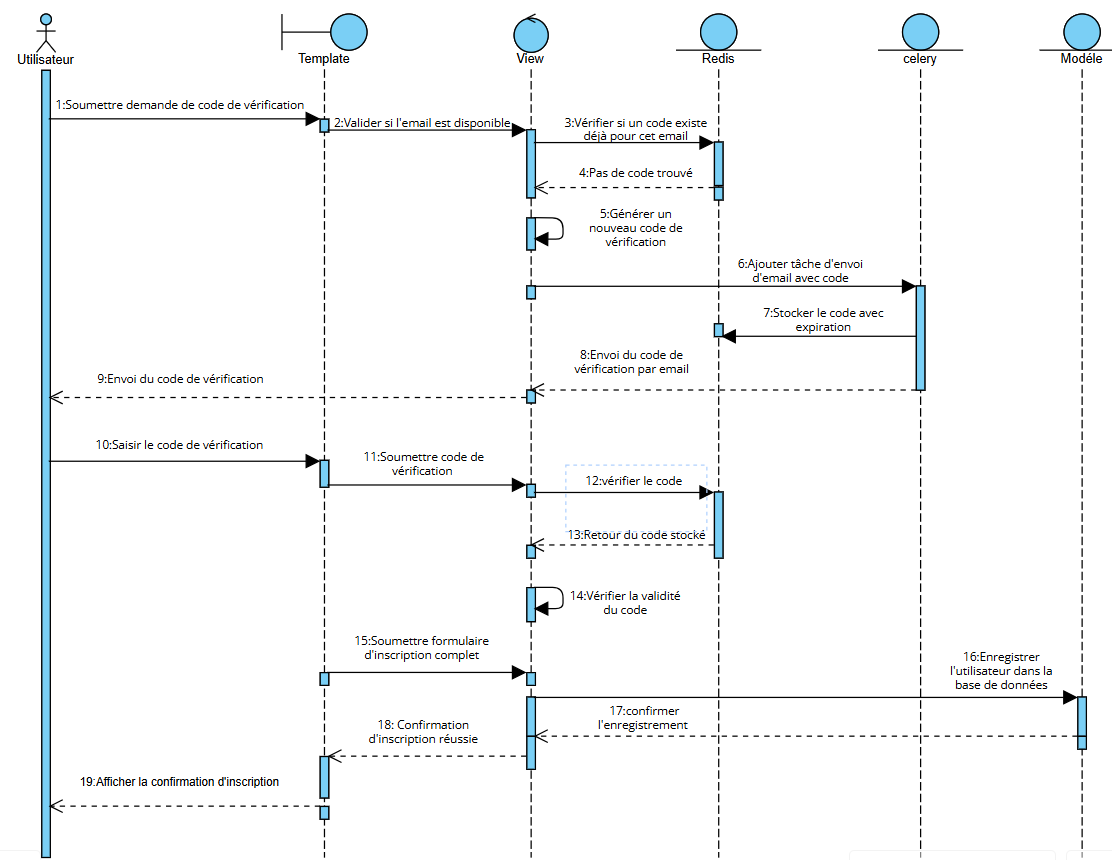 Utilisateur
Template
View
Redis
celery
Modéle
1:Soumettre demande de code de vérification
2:Valider si l'email est disponible
3:Vérifier si un code existe
déjà pour cet email
4:Pas de code trouvé
5:Générer un
nouveau code de
vérification
6:Ajouter tâche d'envoi
d'email avec code
7:Stocker le code avec
expiration
8:Envoi du code de
vérification par email
9:Envoi du code de vérification
10:Saisir le code de vérification
11:Soumettre code de
vérification
12:vérifier le code
13:Retour du code stocké
14:Vérifier la validité
du code
15:Soumettre formulaire
d'inscription complet
16:Enregistrer
l'utilisateur dans la
base de données
17:confirmer
l'enregistrement
18: Confirmation
d'inscription réussie
19:Afficher la confirmation d'inscription